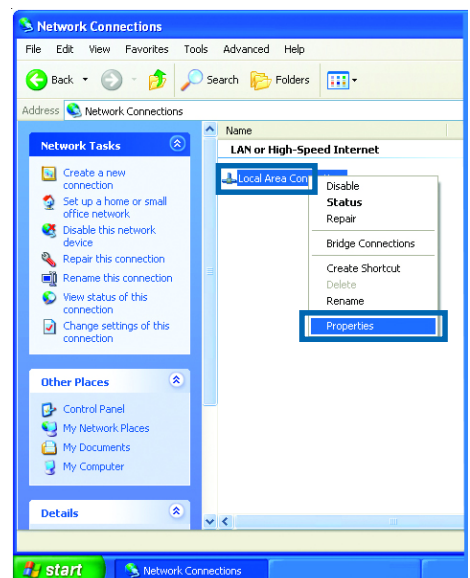 Network Connections
File Edit View Favorites Tools Advanced Help
Back Search Folders
Address Network Connections
Network Tasks
Create a new
connection
Set up a home or small
office network
Disable this network
device
Repair this connection
Rename this connection
View status of this
connection
Change settings of this
connection
Other Places
Control Panel
My Network Places
My Documents
My Computer
Details
Name
LAN or High-Speed Internet
Local Area Con
Disable
Status
Repair
Bridge Connections
Create Shortcut
Delete
Rename
Properties
start Network Connections